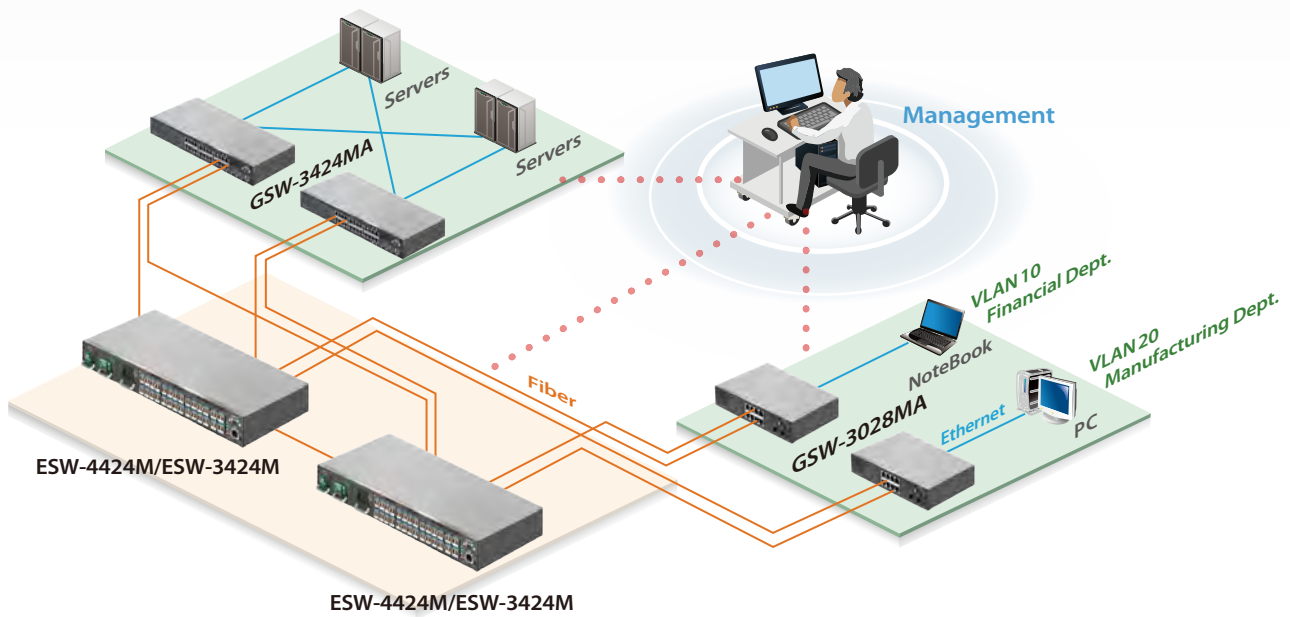 Servers
Servers
GSW-3424MA
Management
VLAN 10
Financial Dept.
NoteBook
VLAN 20
Manufacturing Dept.
Fiber
GSW-3028MA
Ethernet
PC
ESW-4424M/ESW-3424M
ESW-4424M/ESW-3424M